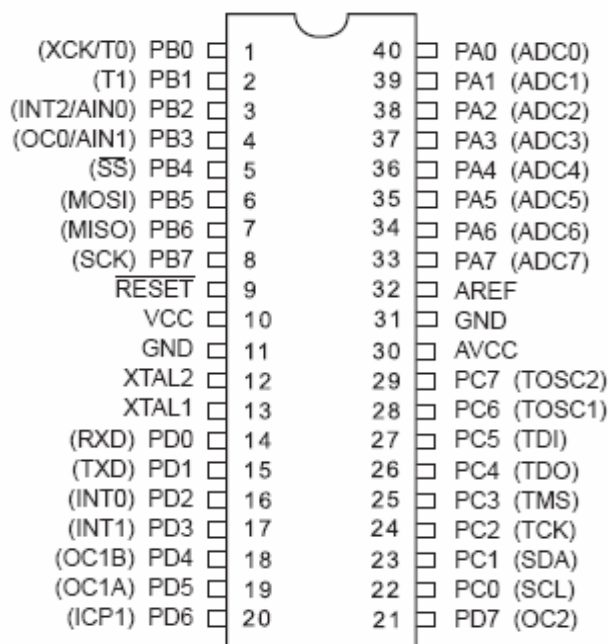 (XCK/T0) PB0 1 40 PA0 (ADC0)
(T1) PB1 2 39 PA1 (ADC1)
(INT2/AIN0) PB2 3 38 PA2 (ADC2)
(OC0/AIN1) PB3 4 37 PA3 (ADC3)
(S̅S̅) PB4 5 36 PA4 (ADC4)
(MOSI) PB5 6 35 PA5 (ADC5)
(MISO) PB6 7 34 PA6 (ADC6)
(SCK) PB7 8 33 PA7 (ADC7)
R̅E̅S̅E̅T̅ 9 32 AREF
VCC 10 31 GND
GND 11 30 AVCC
XTAL2 12 29 PC7 (TOSC2)
XTAL1 13 28 PC6 (TOSC1)
(RXD) PD0 14 27 PC5 (TDI)
(TXD) PD1 15 26 PC4 (TDO)
(INT0) PD2 16 25 PC3 (TMS)
(INT1) PD3 17 24 PC2 (TCK)
(OC1B) PD4 18 23 PC1 (SDA)
(OC1A) PD5 19 22 PC0 (SCL)
(ICP1) PD6 20 21 PD7 (OC2)